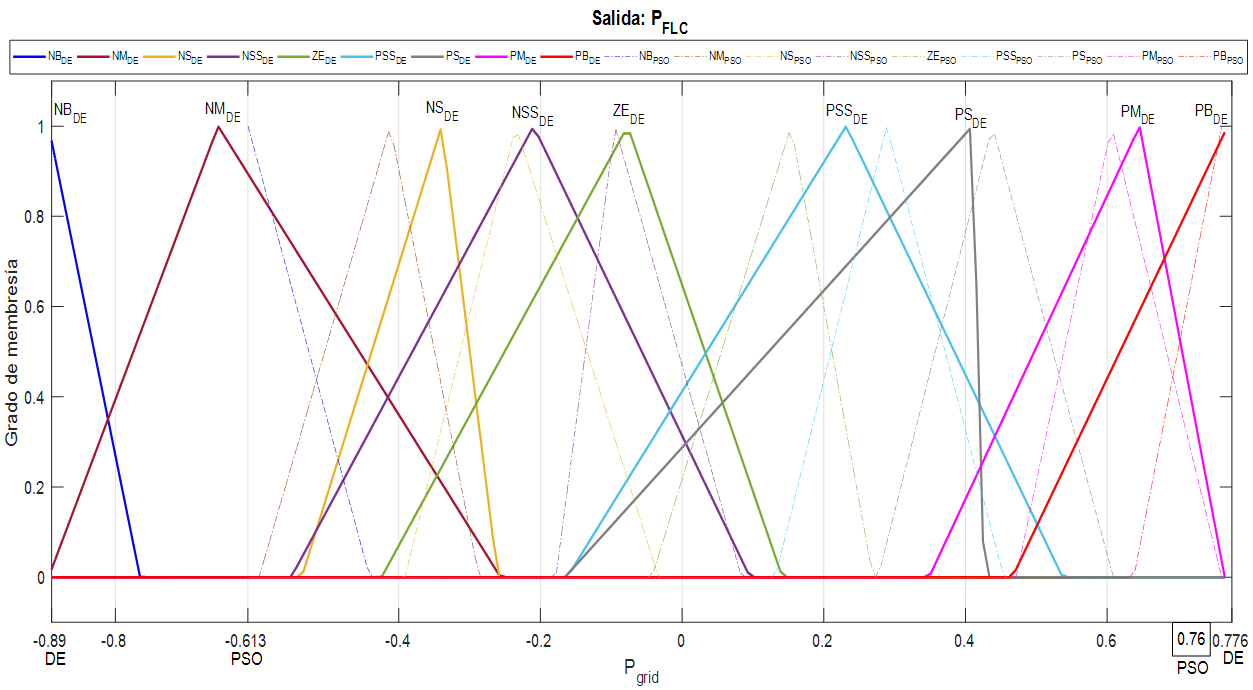 Salida: P_FLC
NB_DE NM_DE NS_DE NSS_DE ZE_DE PSS_DE PS_DE PM_DE PB_DE NB_PSO NM_PSO NS_PSO NSS_PSO ZE_PSO PSS_PSO PS_PSO PM_PSO PB_PSO
NB_DE NM_DE NS_DE NSS_DE ZE_DE PSS_DE PS_DE PM_DE PB_DE
1
0.8
0.6
0.4
0.2
0
Grado de membresía
-0.89 -0.8 -0.613 -0.4 -0.2 0 0.2 0.4 0.6 0.76 0.776
DE PSO PSO DE
P_grid